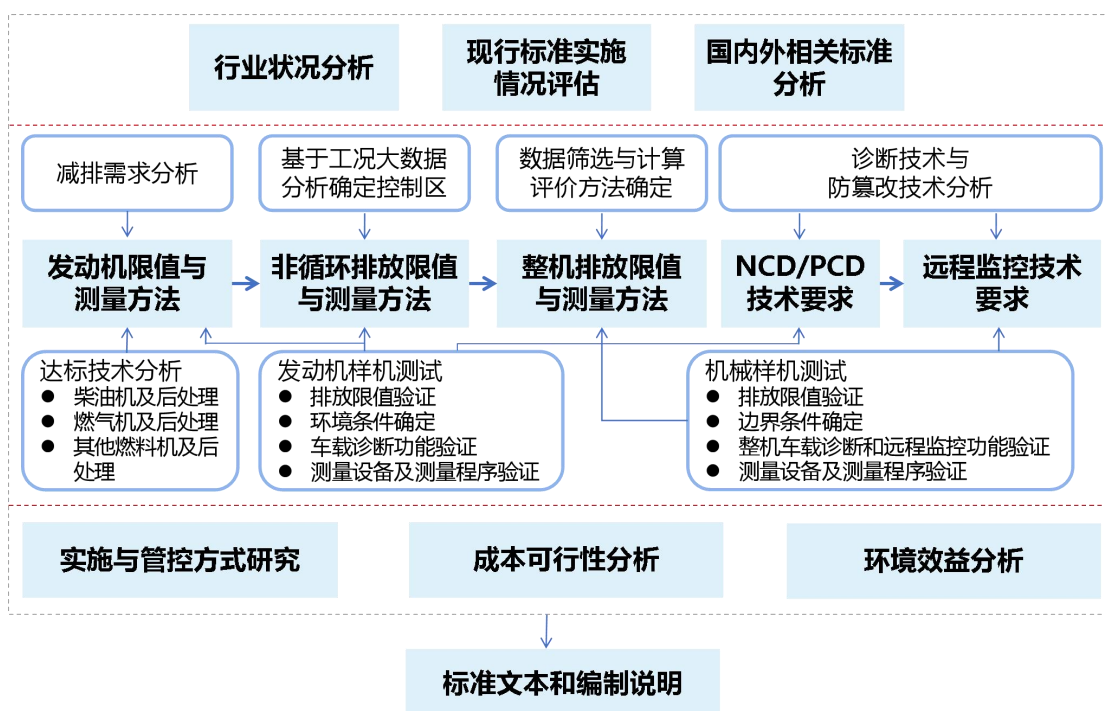 行业状况分析
现行标准实施
情况评估
国内外相关标准
分析
减排需求分析
基于工况大数据
分析确定控制区
数据筛选与计算
评价方法确定
诊断技术与
防篡改技术分析
发动机限值与
测量方法
非循环排放限值
与测量方法
整机排放限值
与测量方法
NCD/PCD
技术要求
远程监控技术
要求
达标技术分析
● 柴油机及后处理
● 燃气机及后处理
● 其他燃料机及后
处理
发动机样机测试
● 排放限值验证
● 环境条件确定
● 车载诊断功能验证
● 测量设备及测量程序验证
机械样机测试
● 排放限值验证
● 边界条件确定
● 整机车载诊断和远程监控功能验证
● 测量设备及测量程序验证
实施与管控方式研究
成本可行性分析
环境效益分析
标准文本和编制说明